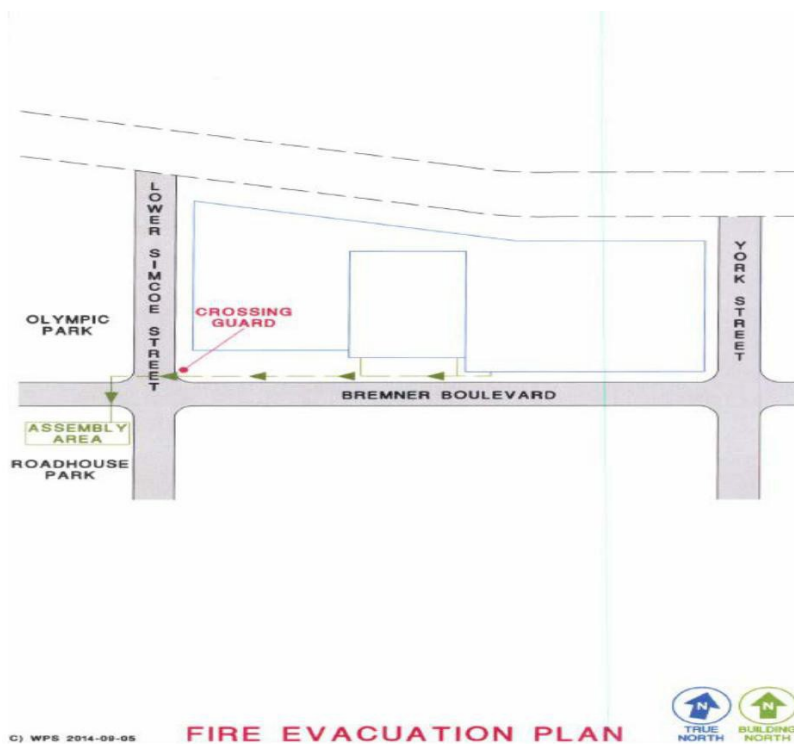 LOWER SIMCOE STREET
YORK STREET
CROSSING
GUARD
OLYMPIC
PARK
BREMNER BOULEVARD
ASSEMBLY
AREA
ROADHOUSE
PARK
N
N
TRUE
NORTH
BUILDING
NORTH
C) WPS 2014-09-05
FIRE EVACUATION PLAN